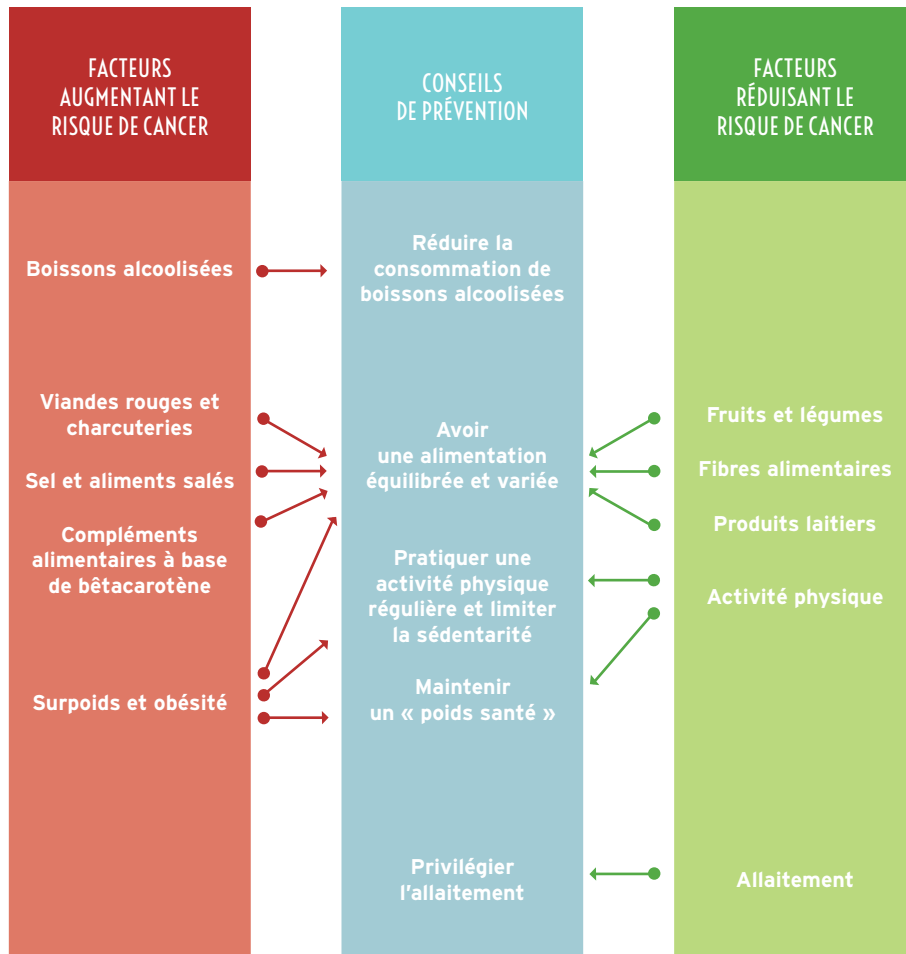 FACTEURS
AUGMENTANT LE
RISQUE DE CANCER
Boissons alcoolisées
Viandes rouges et
charcuteries
Sel et aliments salés
Compléments
alimentaires à base
de bêtacarotène
Surpoids et obésité
CONSEILS
DE PRÉVENTION
Réduire la
consommation de
boissons alcoolisées
Avoir
une alimentation
équilibrée et variée
Pratiquer une
activité physique
régulière et limiter
la sédentarité
Maintenir
un « poids santé »
Privilégier
l'allaitement
FACTEURS
RÉDUISANT LE
RISQUE DE CANCER
Fruits et légumes
Fibres alimentaires
Produits laitiers
Activité physique
Allaitement